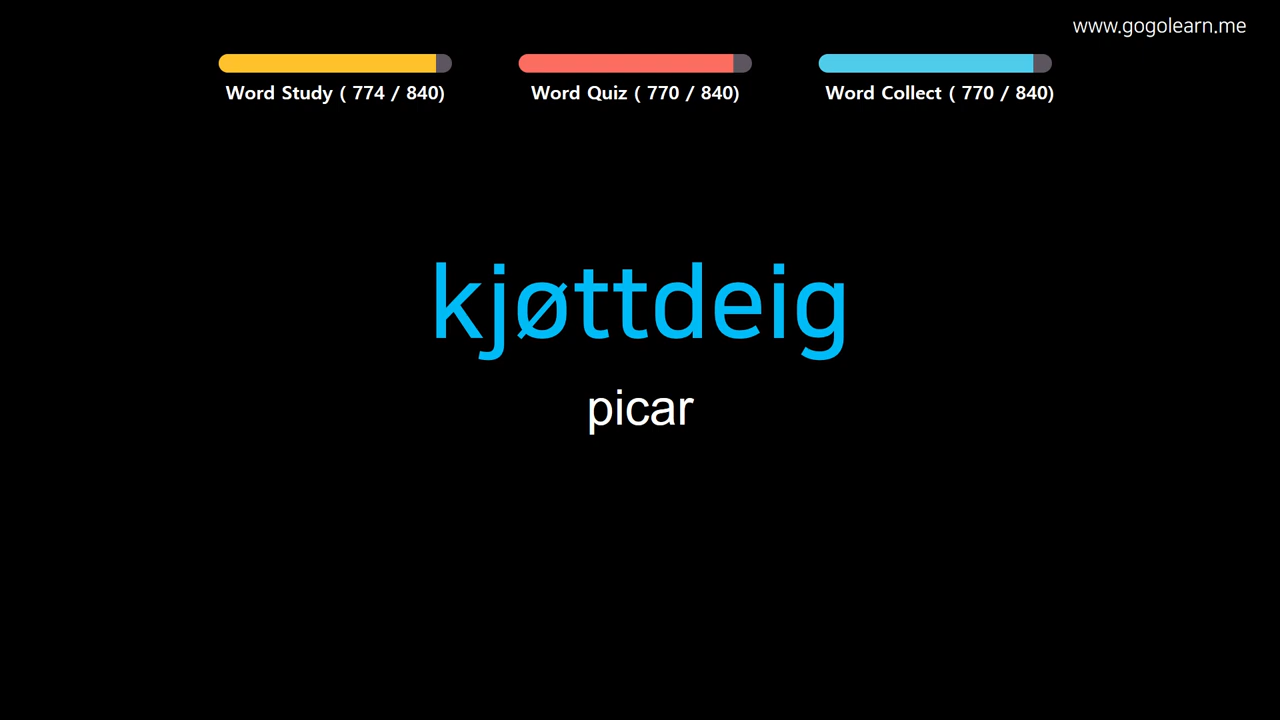 www.gogolearn.me
Word Study ( 774 / 840)
Word Quiz ( 770 / 840)
Word Collect ( 770 / 840)
kjøttdeig
picar